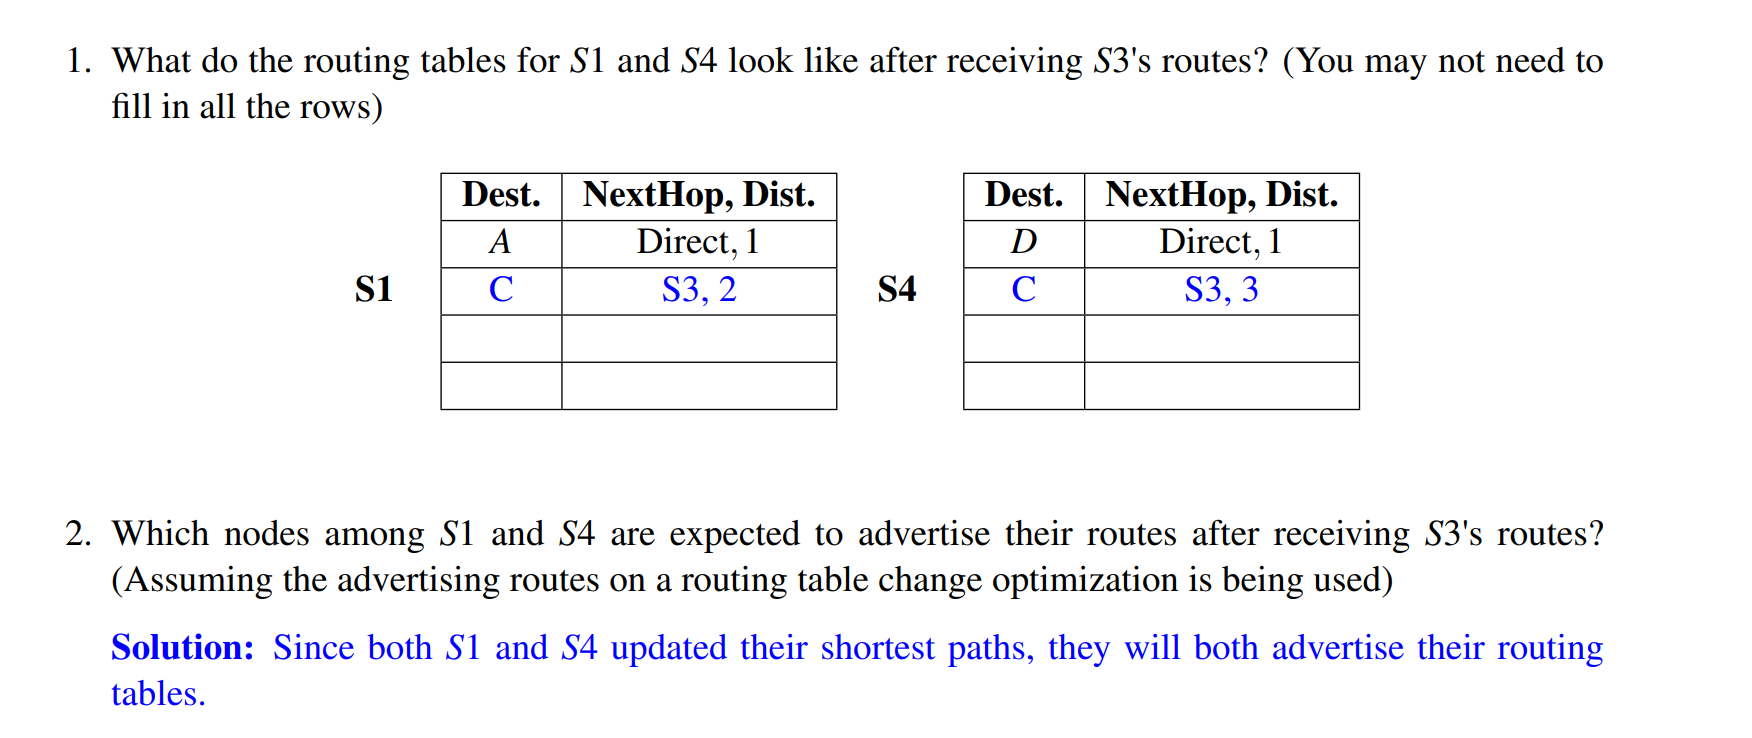 1. What do the routing tables for S1 and S4 look like after receiving S3's routes? (You may not need to
fill in all the rows)
Dest. NextHop, Dist. Dest. NextHop, Dist.
A Direct, 1 D Direct, 1
S1 C S3, 2 S4 C S3, 3
2. Which nodes among S1 and S4 are expected to advertise their routes after receiving S3's routes?
(Assuming the advertising routes on a routing table change optimization is being used)
Solution: Since both S1 and S4 updated their shortest paths, they will both advertise their routing
tables.